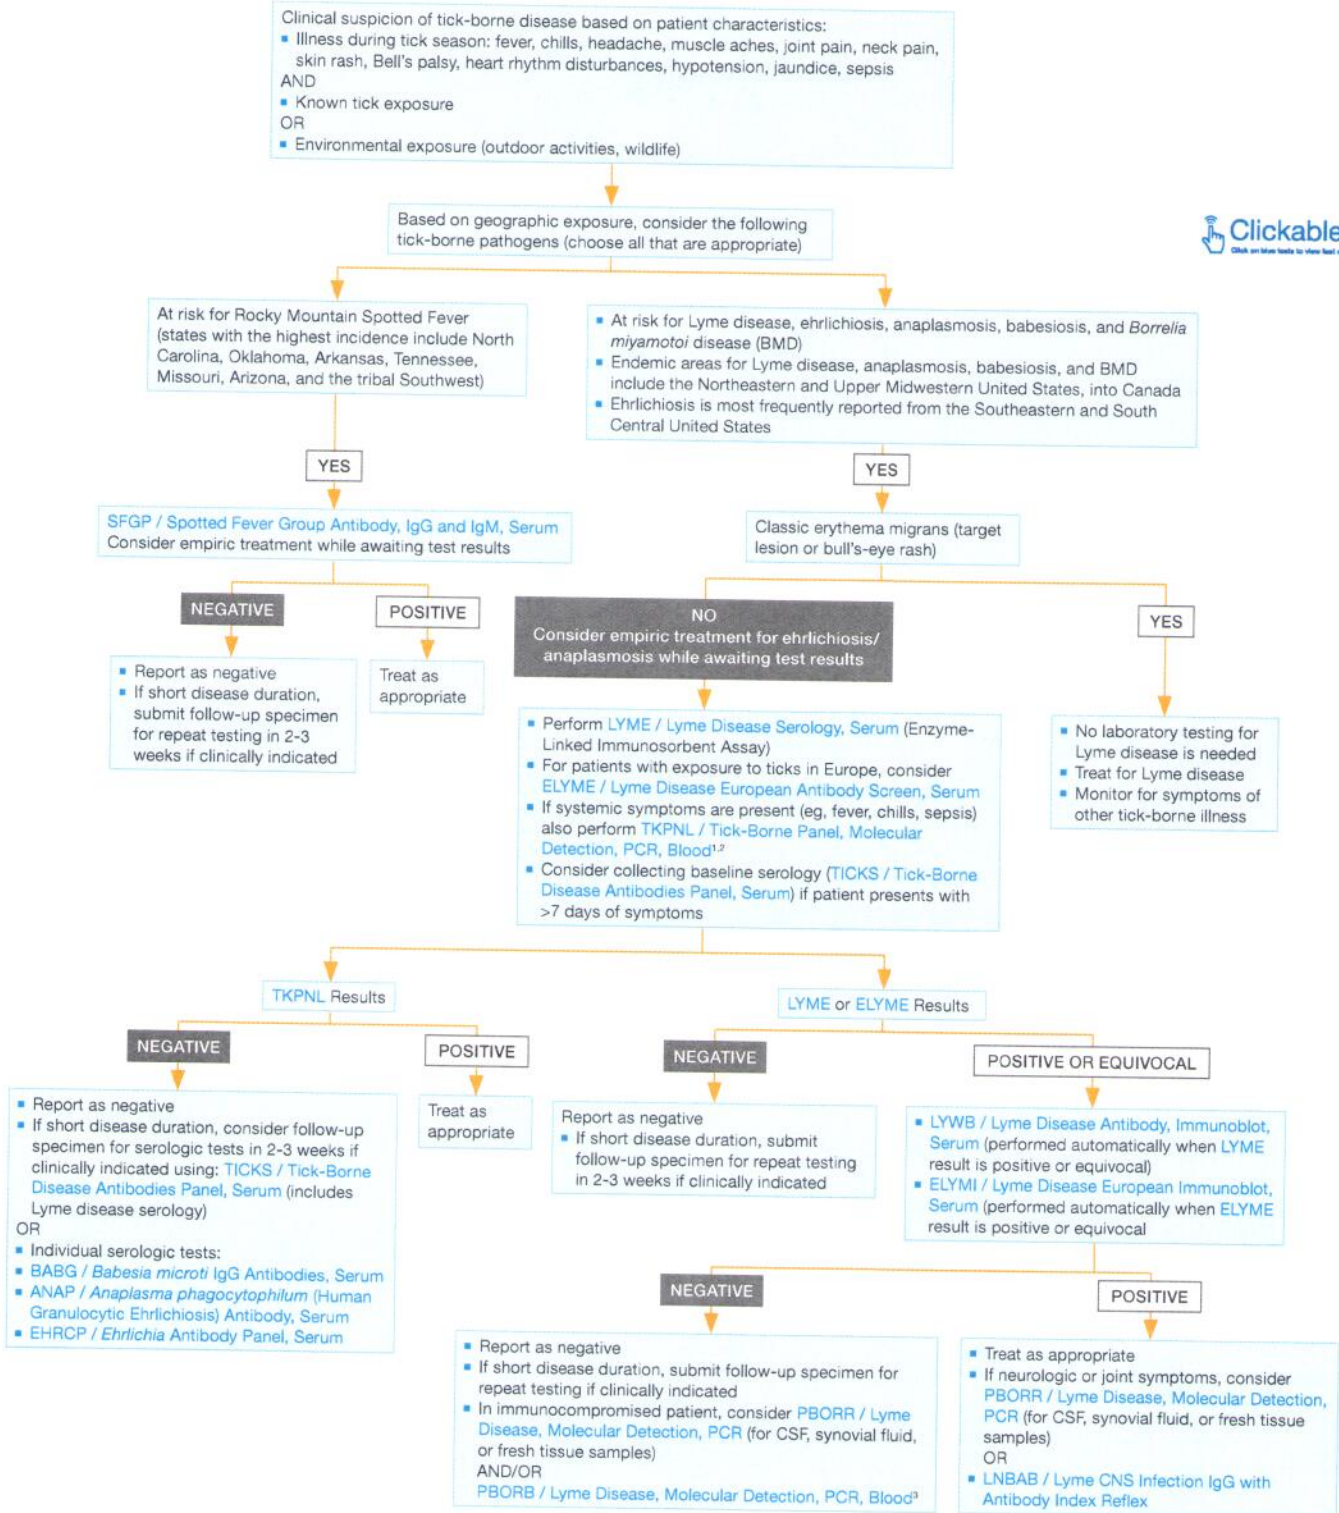 Clinical suspicion of tick-borne disease based on patient characteristics:
▪ Illness during tick season: fever, chills, headache, muscle aches, joint pain, neck pain,
skin rash, Bell's palsy, heart rhythm disturbances, hypotension, jaundice, sepsis
AND
▪ Known tick exposure
OR
▪ Environmental exposure (outdoor activities, wildlife)
Based on geographic exposure, consider the following
tick-borne pathogens (choose all that are appropriate)
Clickable
Click on blue tests to view test
At risk for Rocky Mountain Spotted Fever
(states with the highest incidence include North
Carolina, Oklahoma, Arkansas, Tennessee,
Missouri, Arizona, and the tribal Southwest)
▪ At risk for Lyme disease, ehrlichiosis, anaplasmosis, babesiosis, and Borrelia
miyamotoi disease (BMD)
▪ Endemic areas for Lyme disease, anaplasmosis, babesiosis, and BMD
include the Northeastern and Upper Midwestern United States, into Canada
▪ Ehrlichiosis is most frequently reported from the Southeastern and South
Central United States
YES
YES
SFGP / Spotted Fever Group Antibody, IgG and IgM, Serum
Consider empiric treatment while awaiting test results
Classic erythema migrans (target
lesion or bull's-eye rash)
NEGATIVE
POSITIVE
NO
Consider empiric treatment for ehrlichiosis/
anaplasmosis while awaiting test results
YES
▪ Report as negative
▪ If short disease duration,
submit follow-up specimen
for repeat testing in 2-3
weeks if clinically indicated
Treat as
appropriate
▪ Perform LYME / Lyme Disease Serology, Serum (Enzyme-
Linked Immunosorbent Assay)
▪ For patients with exposure to ticks in Europe, consider
ELYME / Lyme Disease European Antibody Screen, Serum
▪ If systemic symptoms are present (eg, fever, chills, sepsis)
also perform TKPNL / Tick-Borne Panel, Molecular
Detection, PCR, Blood1,2
▪ Consider collecting baseline serology (TICKS / Tick-Borne
Disease Antibodies Panel, Serum) if patient presents with
>7 days of symptoms
▪ No laboratory testing for
Lyme disease is needed
▪ Treat for Lyme disease
▪ Monitor for symptoms of
other tick-borne illness
TKPNL Results
LYME or ELYME Results
NEGATIVE
POSITIVE
NEGATIVE
POSITIVE OR EQUIVOCAL
▪ Report as negative
▪ If short disease duration, consider follow-up
specimen for serologic tests in 2-3 weeks if
clinically indicated using: TICKS / Tick-Borne
Disease Antibodies Panel, Serum (includes
Lyme disease serology)
OR
▪ Individual serologic tests:
▪ BABG / Babesia microti IgG Antibodies, Serum
▪ ANAP / Anaplasma phagocytophilum (Human
Granulocytic Ehrlichiosis) Antibody, Serum
▪ EHRCP / Ehrlichia Antibody Panel, Serum
Treat as
appropriate
Report as negative
▪ If short disease duration, submit
follow-up specimen for repeat testing
in 2-3 weeks if clinically indicated
▪ LYWB / Lyme Disease Antibody, Immunoblot,
Serum (performed automatically when LYME
result is positive or equivocal)
▪ ELYMI / Lyme Disease European Immunoblot,
Serum (performed automatically when ELYME
result is positive or equivocal
NEGATIVE
POSITIVE
▪ Report as negative
▪ If short disease duration, submit follow-up specimen for
repeat testing if clinically indicated
▪ In immunocompromised patient, consider PBORR / Lyme
Disease, Molecular Detection, PCR (for CSF, synovial fluid,
or fresh tissue samples)
AND/OR
PBORB / Lyme Disease, Molecular Detection, PCR, Blood3
▪ Treat as appropriate
▪ If neurologic or joint symptoms, consider
PBORR / Lyme Disease, Molecular Detection,
PCR (for CSF, synovial fluid, or fresh tissue
samples)
OR
▪ LNBAB / Lyme CNS Infection IgG with
Antibody Index Reflex